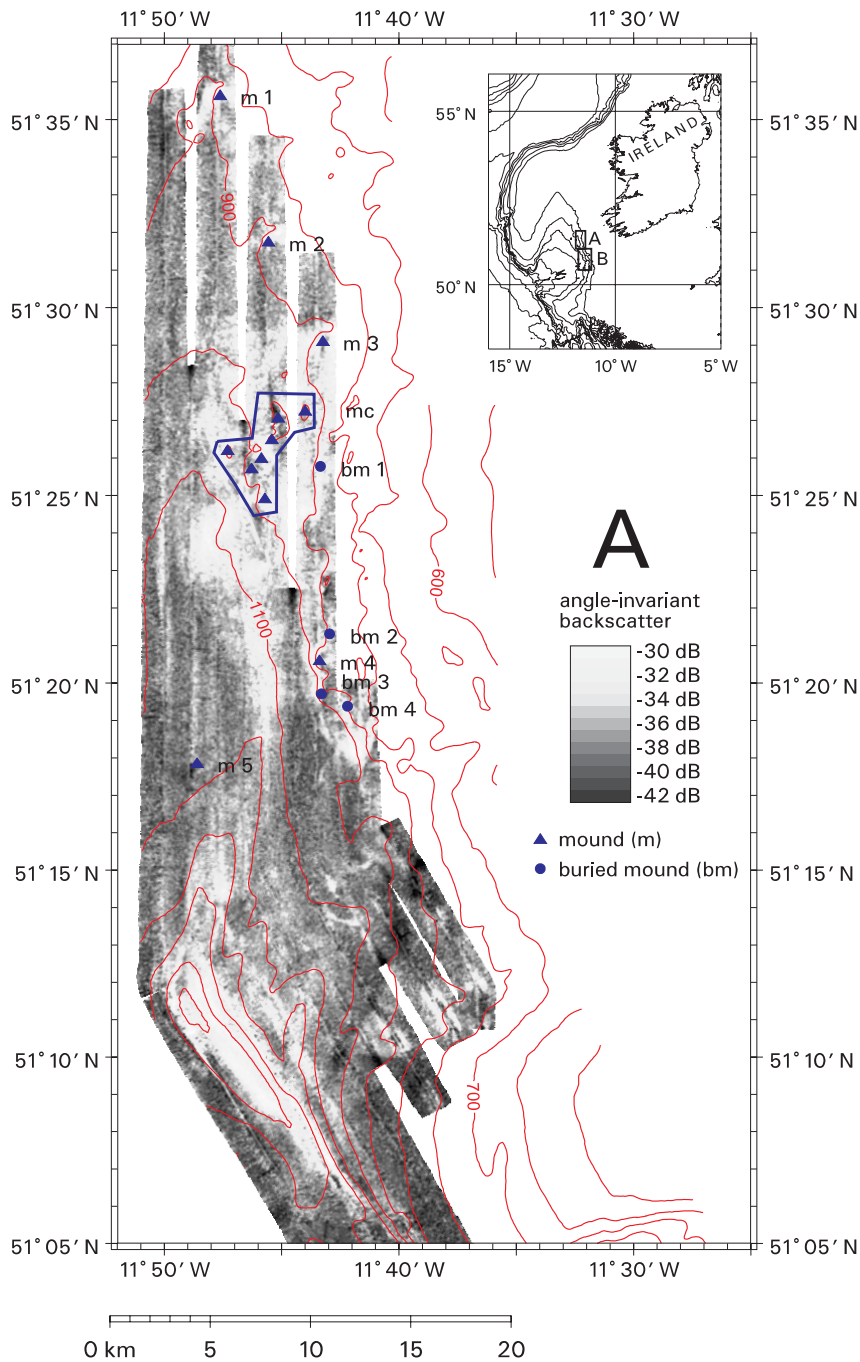 11˚50′ W 11˚40′ W 11˚30′ W
51˚35′ N 51˚35′ N
51˚30′ N 51˚30′ N
51˚25′ N 51˚25′ N
51˚20′ N 51˚20′ N
51˚15′ N 51˚15′ N
51˚10′ N 51˚10′ N
51˚05′ N 51˚05′ N
11˚50′ W 11˚40′ W 11˚30′ W
m 1
900
m 2
m 3
mc
bm 1
1100
bm 2
m 4
bm 3
bm 4
m 5
600
700
55˚N
50˚N
15˚W 10˚W 5˚W
IRELAND
A
B
A
angle-invariant
backscatter
-30 dB
-32 dB
-34 dB
-36 dB
-38 dB
-40 dB
-42 dB
mound (m)
buried mound (bm)
0 km 5 10 15 20